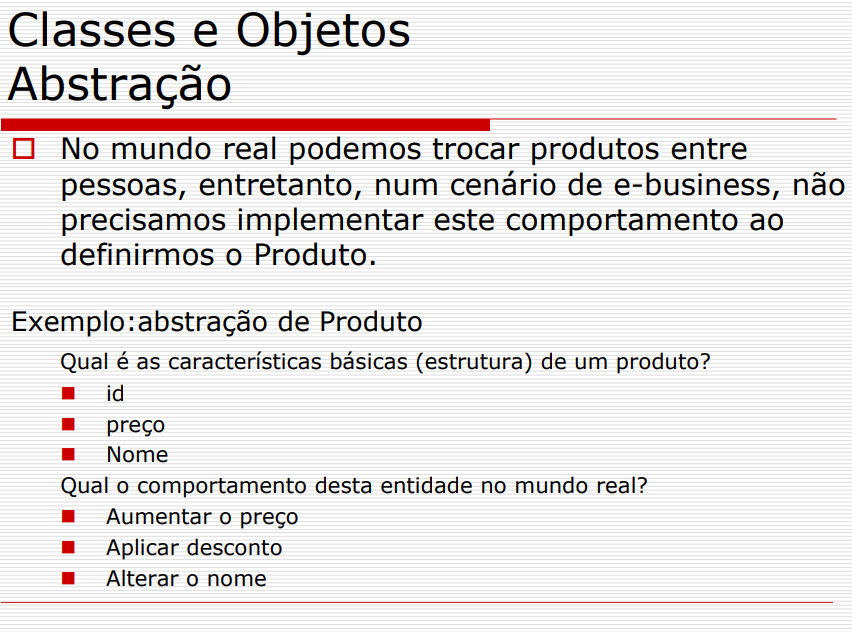 Classes e Objetos
Abstração
No mundo real podemos trocar produtos entre
pessoas, entretanto, num cenário de e-business, não
precisamos implementar este comportamento ao
definirmos o Produto.
Exemplo:abstração de Produto
Qual é as características básicas (estrutura) de um produto?
id
preço
Nome
Qual o comportamento desta entidade no mundo real?
Aumentar o preço
Aplicar desconto
Alterar o nome